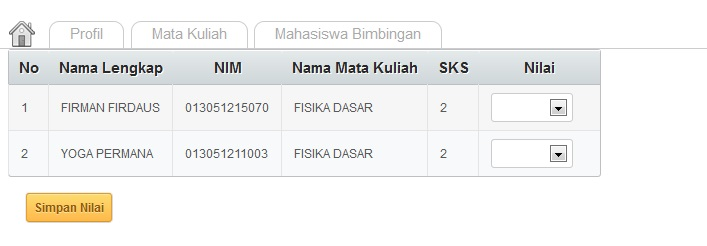 Profil Mata Kuliah Mahasiswa Bimbingan
No Nama Lengkap NIM Nama Mata Kuliah SKS Nilai
1 FIRMAN FIRDAUS 013051215070 FISIKA DASAR 2
2 YOGA PERMANA 013051211003 FISIKA DASAR 2
Simpan Nilai